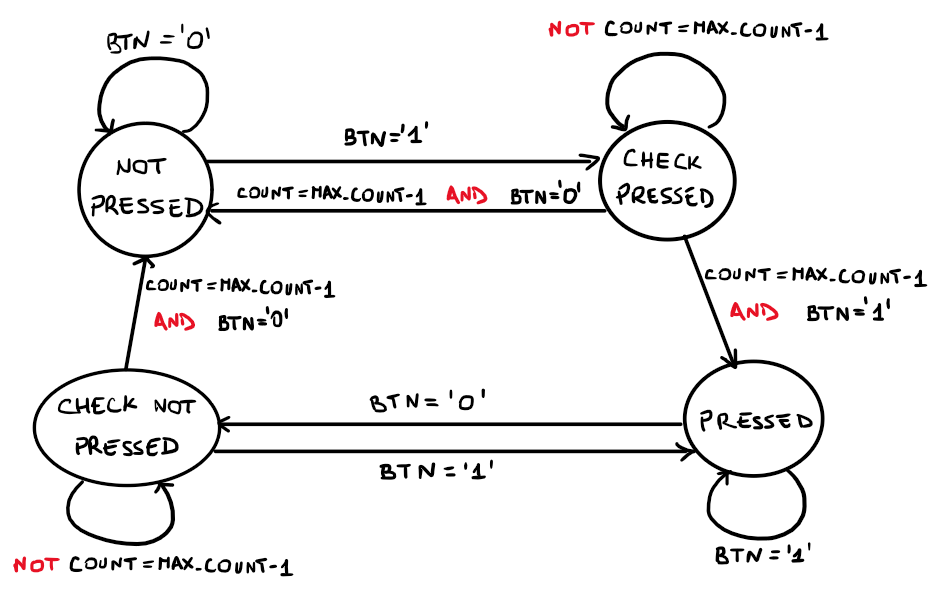 BTN = '0'
NOT COUNT = MAX_COUNT-1
NOT
PRESSED
BTN='1'
CHECK
PRESSED
COUNT=MAX_COUNT-1 AND BTN='0'
COUNT = MAX_COUNT-1
AND BTN='0'
COUNT = MAX_COUNT-1
AND BTN='1'
CHECK NOT
PRESSED
BTN = '0'
PRESSED
BTN = '1'
NOT COUNT = MAX_COUNT-1
BTN = '1'